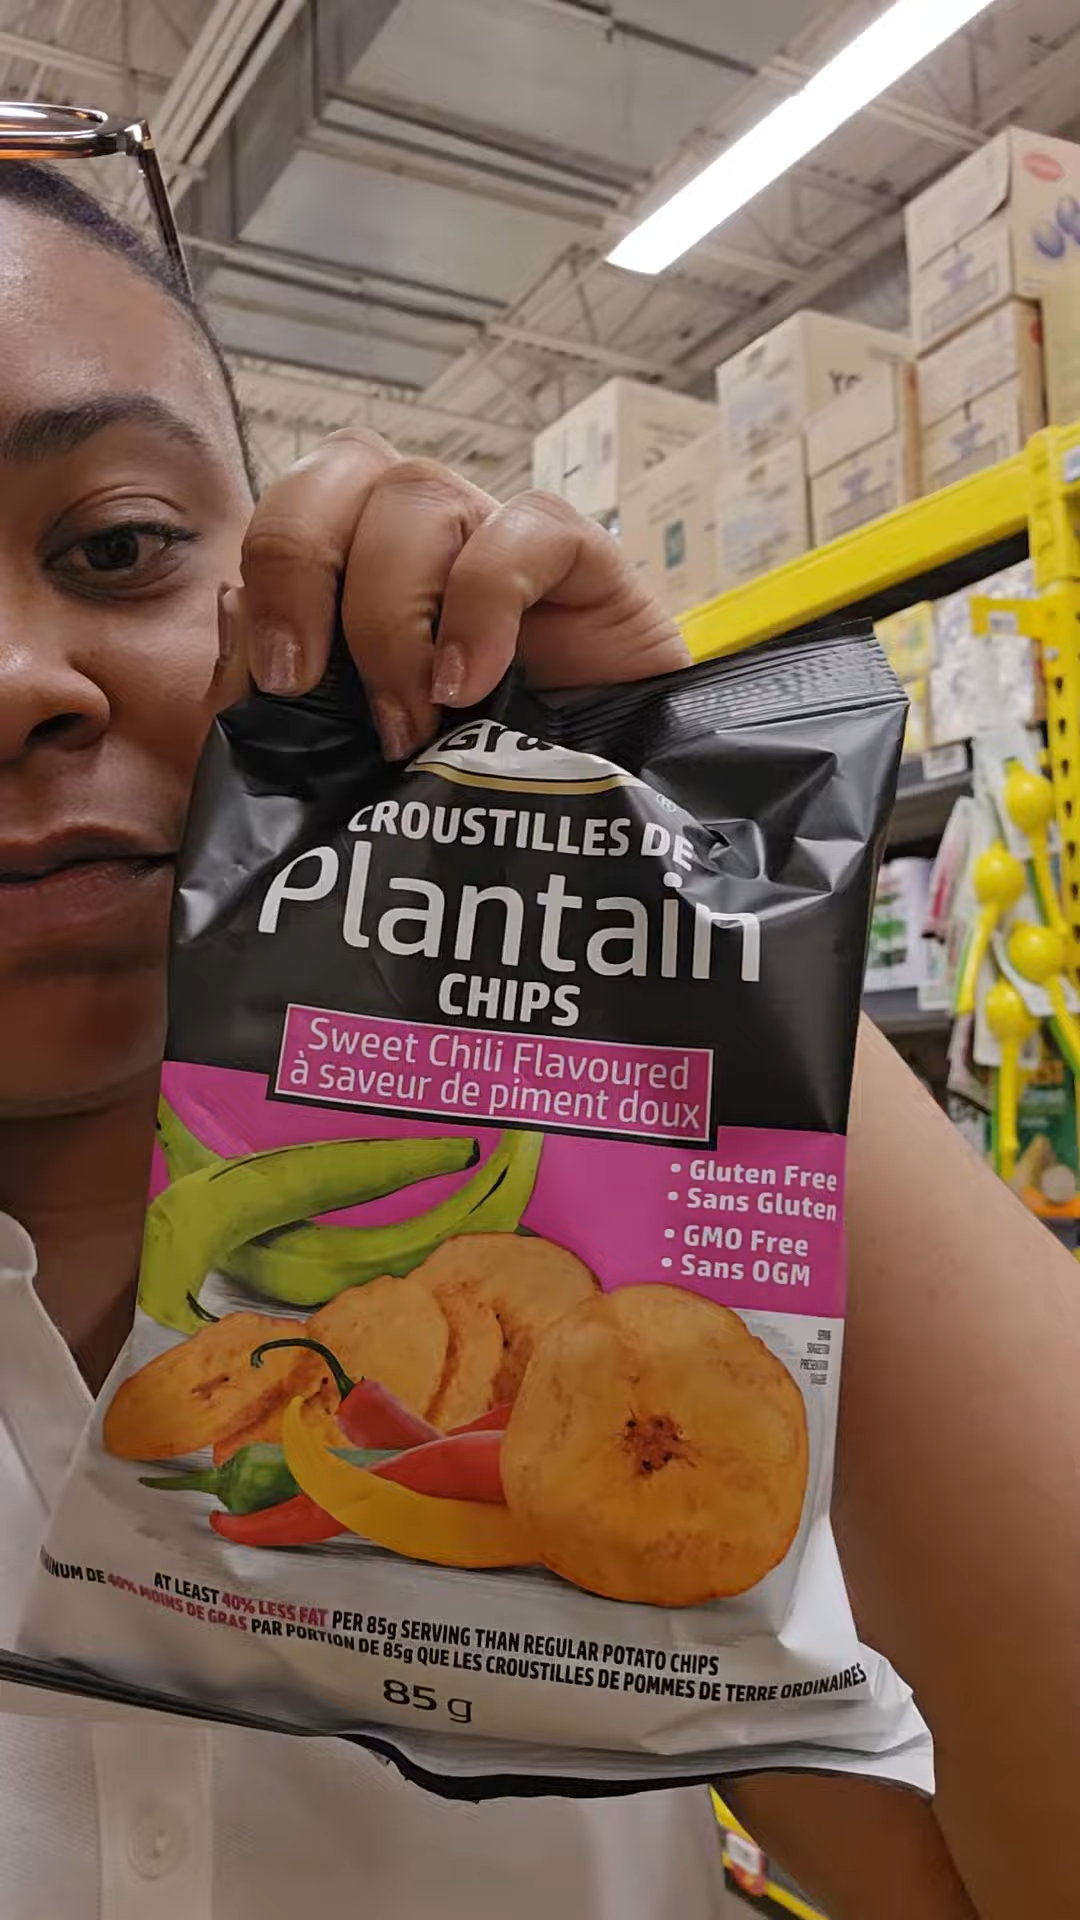 Gra
CROUSTILLES DE
Plantain
CHIPS
Sweet Chili Flavoured
à saveur de piment doux
• Gluten Free
• Sans Gluten
• GMO Free
• Sans OGM
AT LEAST 40% LESS FAT PER 85g SERVING THAN REGULAR POTATO CHIPS
DE 40% MOINS DE GRAS PAR PORTION DE 85g QUE LES CROUSTILLES DE POMMES DE TERRE ORDINAIRES
85 g